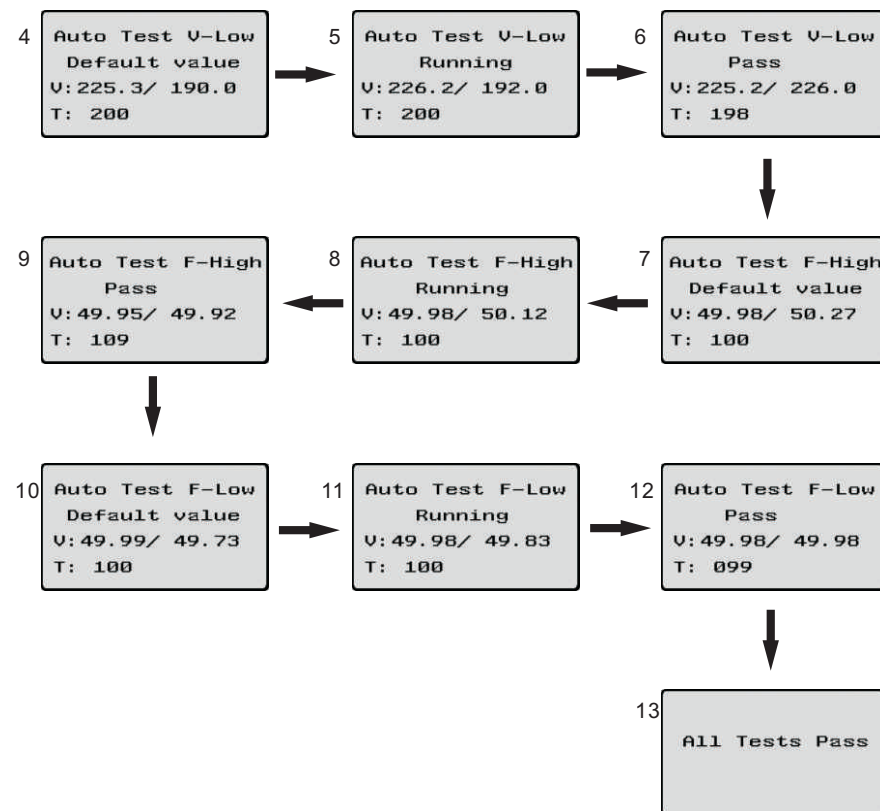 4
Auto Test V-Low
Default value
V:225.3/ 190.0
T: 200
5
Auto Test V-Low
Running
V:226.2/ 192.0
T: 200
6
Auto Test V-Low
Pass
V:225.2/ 226.0
T: 198
9
Auto Test F-High
Pass
V:49.95/ 49.92
T: 109
8
Auto Test F-High
Running
V:49.98/ 50.12
T: 100
7
Auto Test F-High
Default value
V:49.98/ 50.27
T: 100
10
Auto Test F-Low
Default value
V:49.99/ 49.73
T: 100
11
Auto Test F-Low
Running
V:49.98/ 49.83
T: 100
12
Auto Test F-Low
Pass
V:49.98/ 49.98
T: 099
13
All Tests Pass